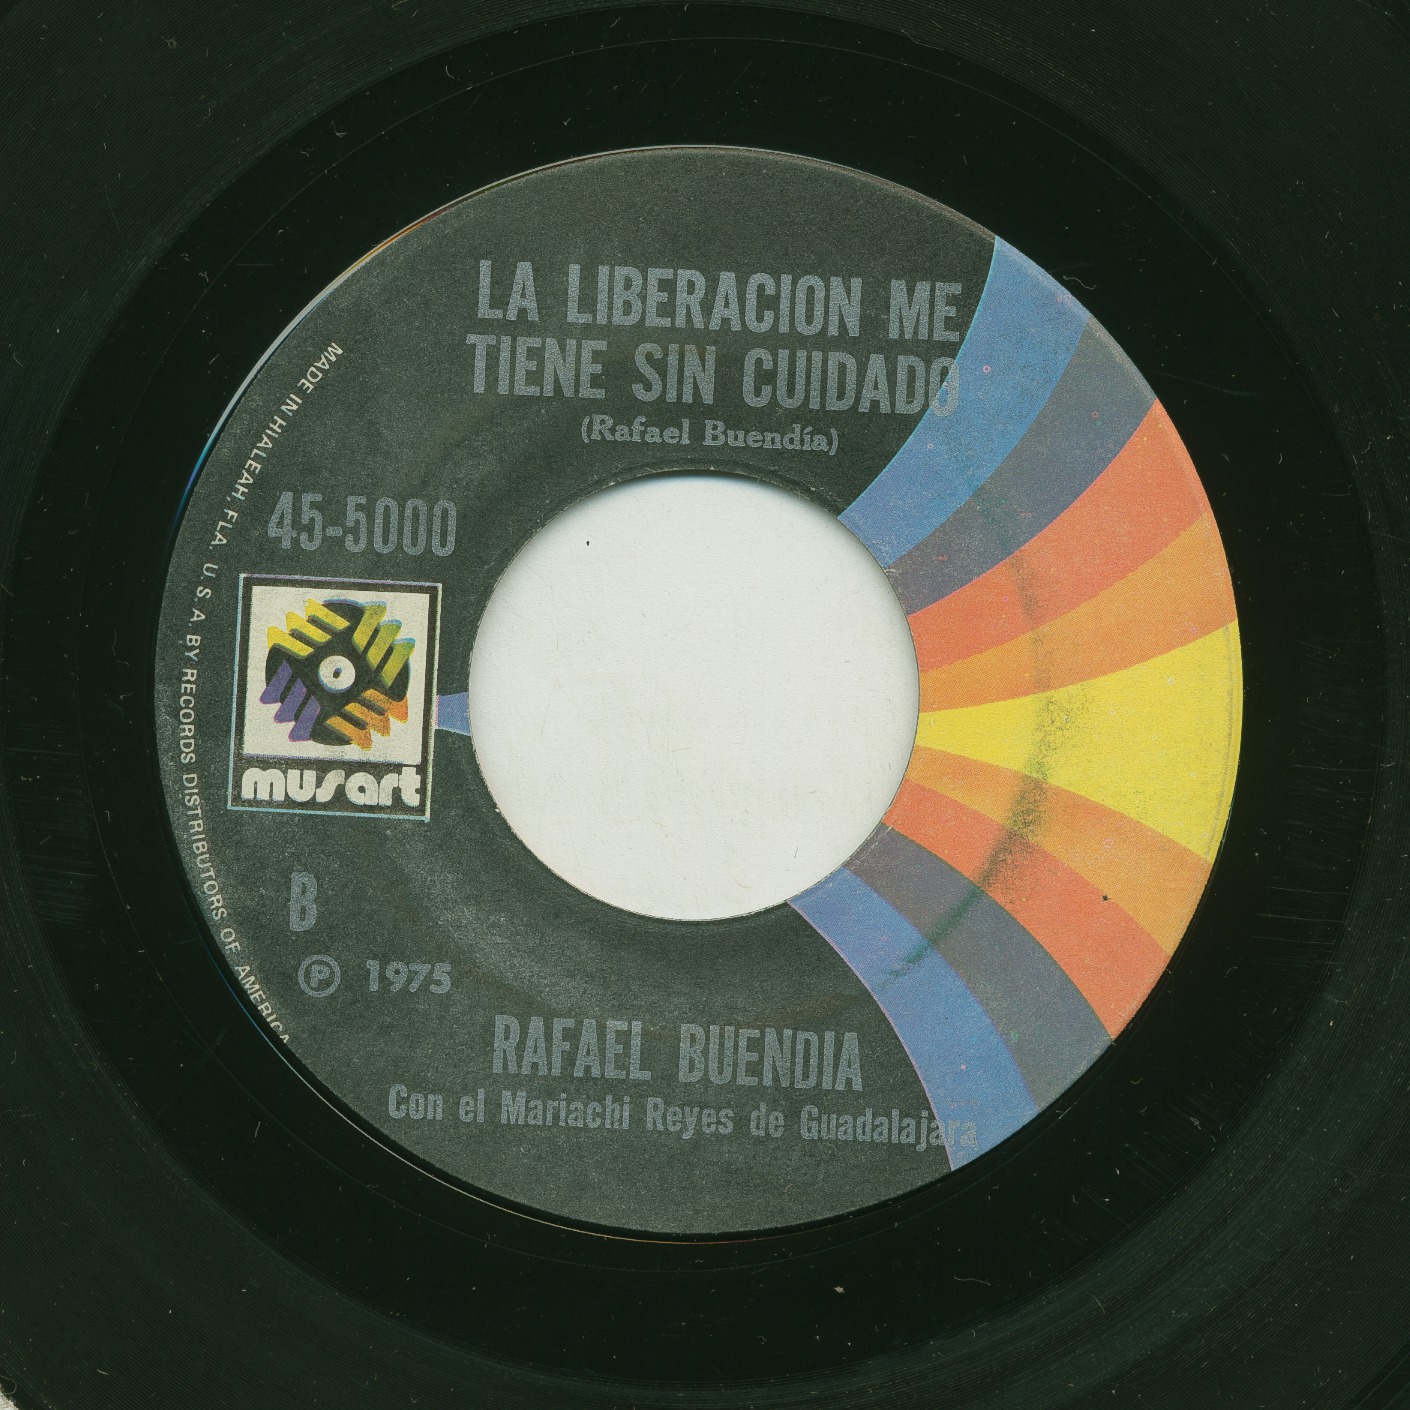 LA LIBERACION ME
TIENE SIN CUIDADO
(Rafael Buendía)
45-5000
musart
B
Ⓟ 1975
RAFAEL BUENDIA
Con el Mariachi Reyes de Guadalajara
MADE IN HIALEAH, FLA. U.S.A. BY RECORDS DISTRIBUTORS OF AMERICA